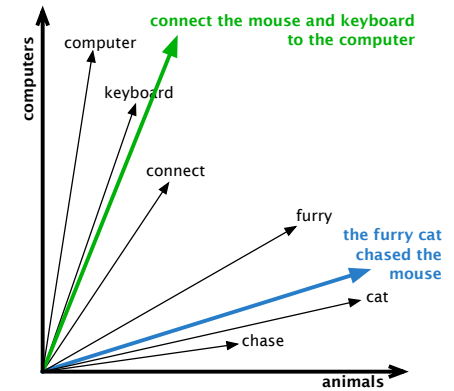 connect the mouse and keyboard
to the computer
computer
keyboard
computers
connect
furry
the furry cat
chased the
mouse
cat
chase
animals